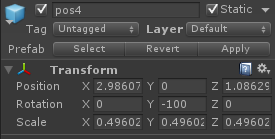 pos4 Static
Tag Untagged Layer Default
Prefab Select Revert Apply
Transform
Position X 2.98607 Y 0 Z 1.08629
Rotation X 0 Y -100 Z 0
Scale X 0.49602 Y 0.49602 Z 0.49602